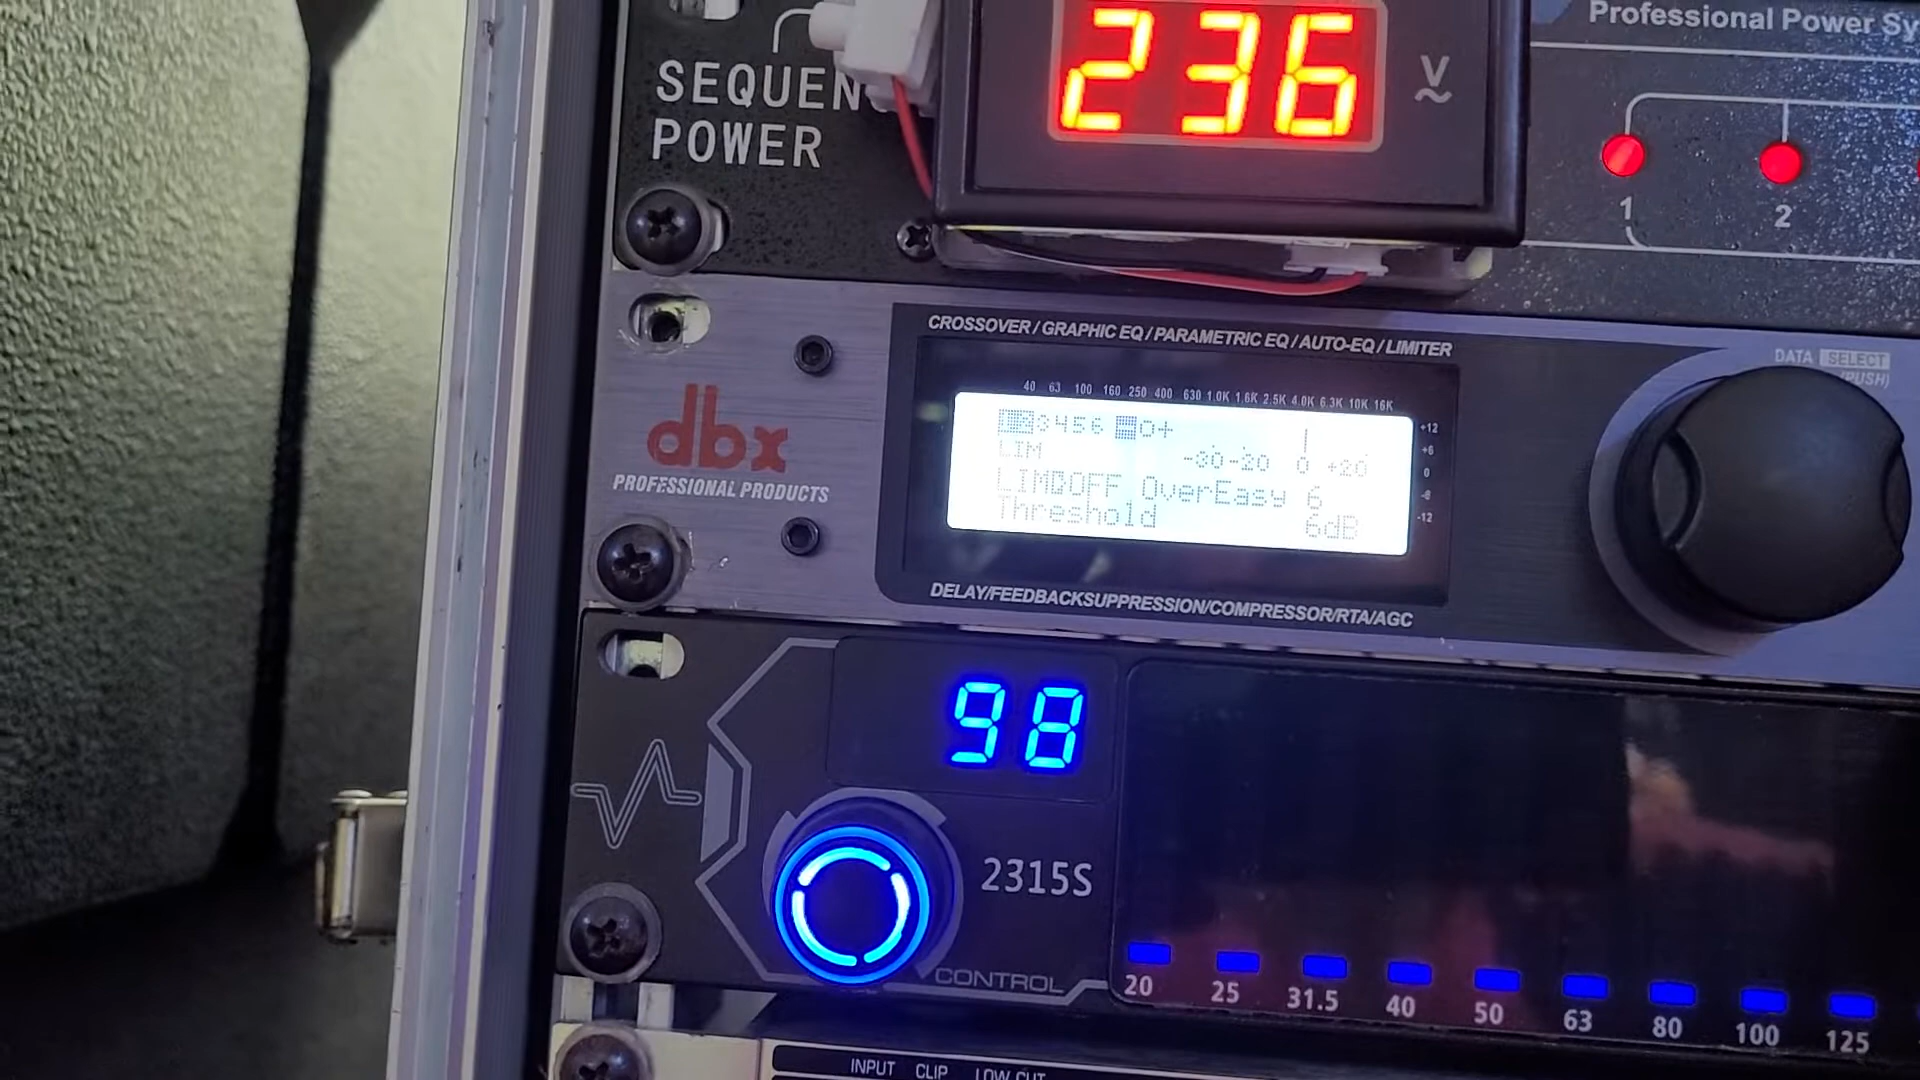 Professional Power Sy
236
V
SEQUEN
POWER
1
2
CROSSOVER / GRAPHIC EQ / PARAMETRIC EQ / AUTO-EQ / LIMITER
DATA SELECT
(PUSH)
40 63 100 160 250 400 630 1.0K 1.6K 2.5K 4.0K 6.3K 10K 16K
3456 O+
LIM -30-20 0 +20
OFF OverEasy 6
Threshold 6dB
+12
+6
0
-12
dbx
PROFESSIONAL PRODUCTS
DELAY/FEEDBACKSUPPRESSION/COMPRESSOR/RTA/AGC
98
2315S
CONTROL
20 25 31.5 40 50 63 80 100 125
INPUT CLIP LOW CUT